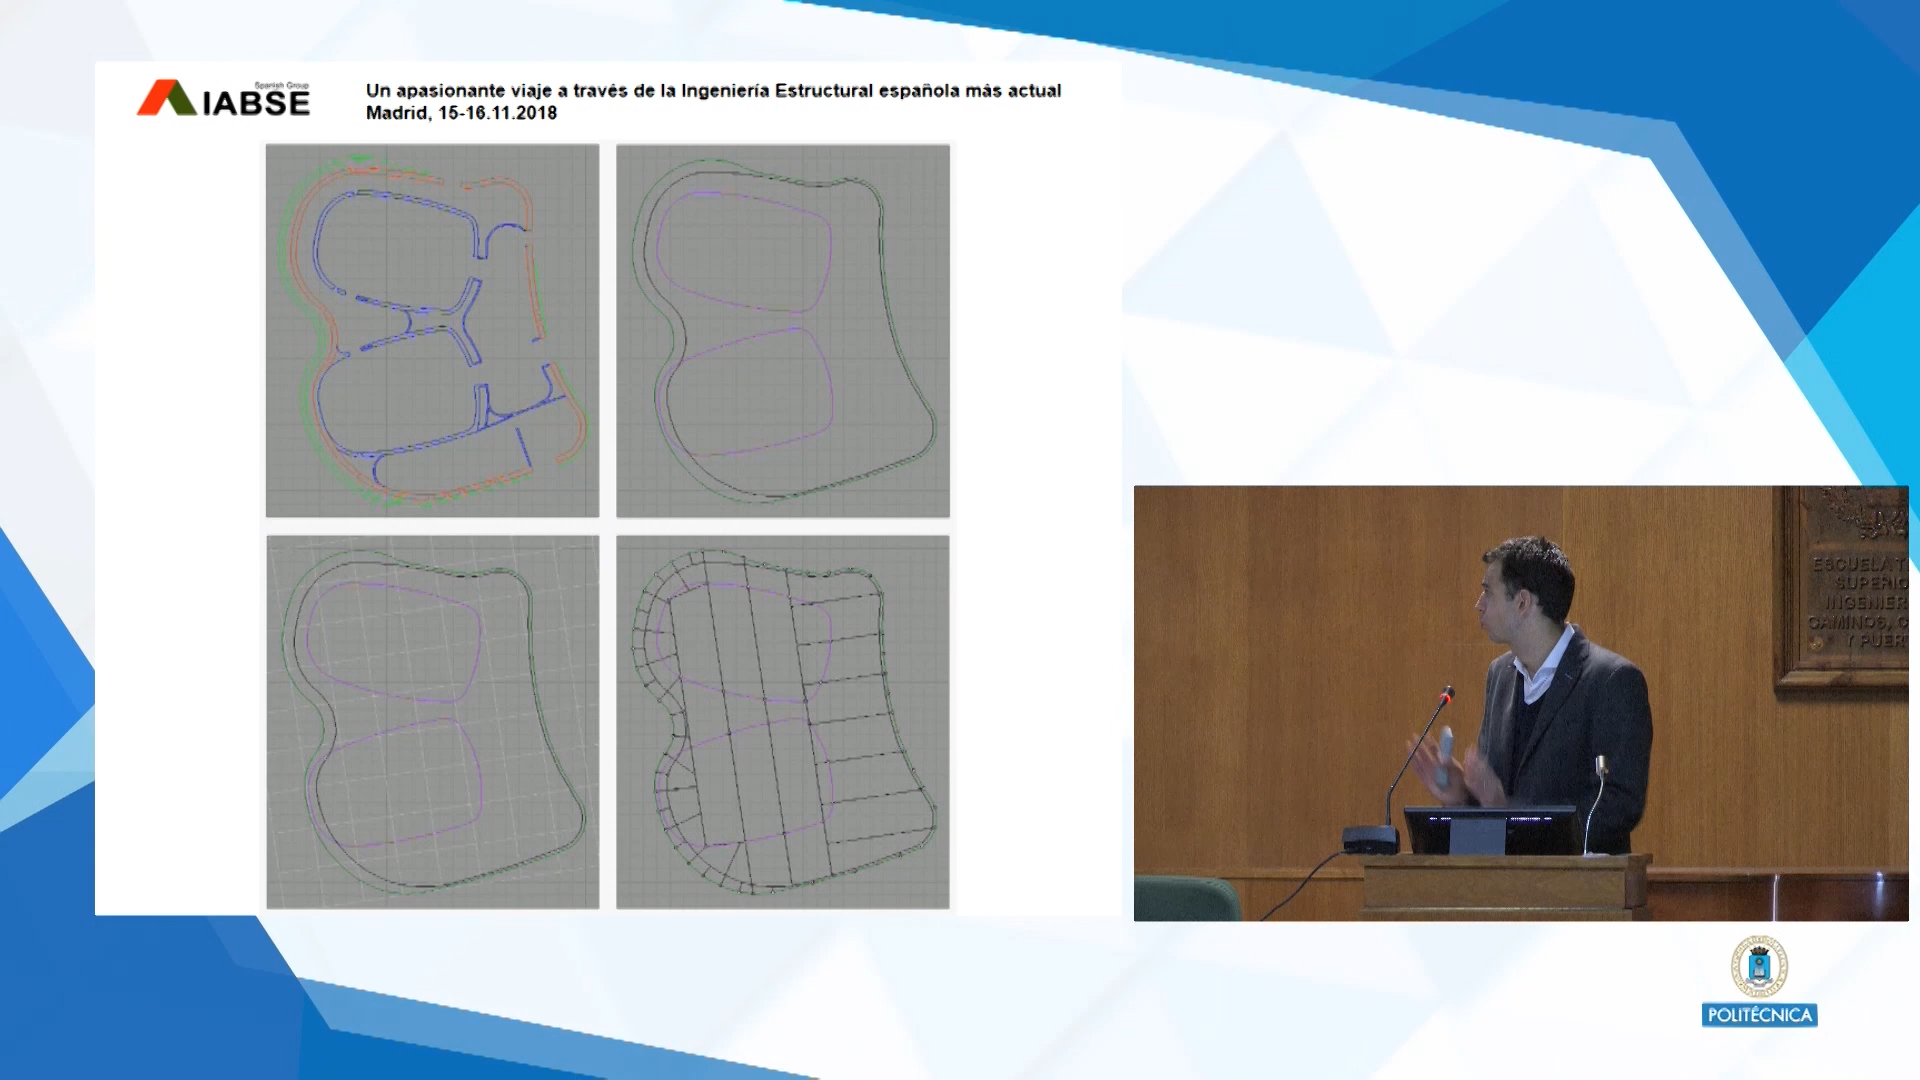 Spanish Group
IABSE
Un apasionante viaje a través de la Ingeniería Estructural española más actual
Madrid, 15-16.11.2018
ESCUELA T
SUPERIO
INGENIER
CAMINOS, C
Y PUER
POLITÉCNICA